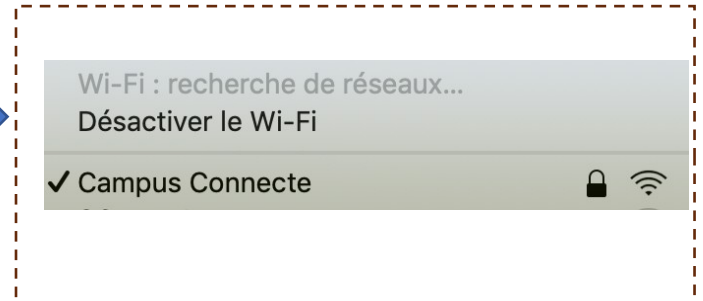 Wi-Fi : recherche de réseaux...
Désactiver le Wi-Fi
✓ Campus Connecte